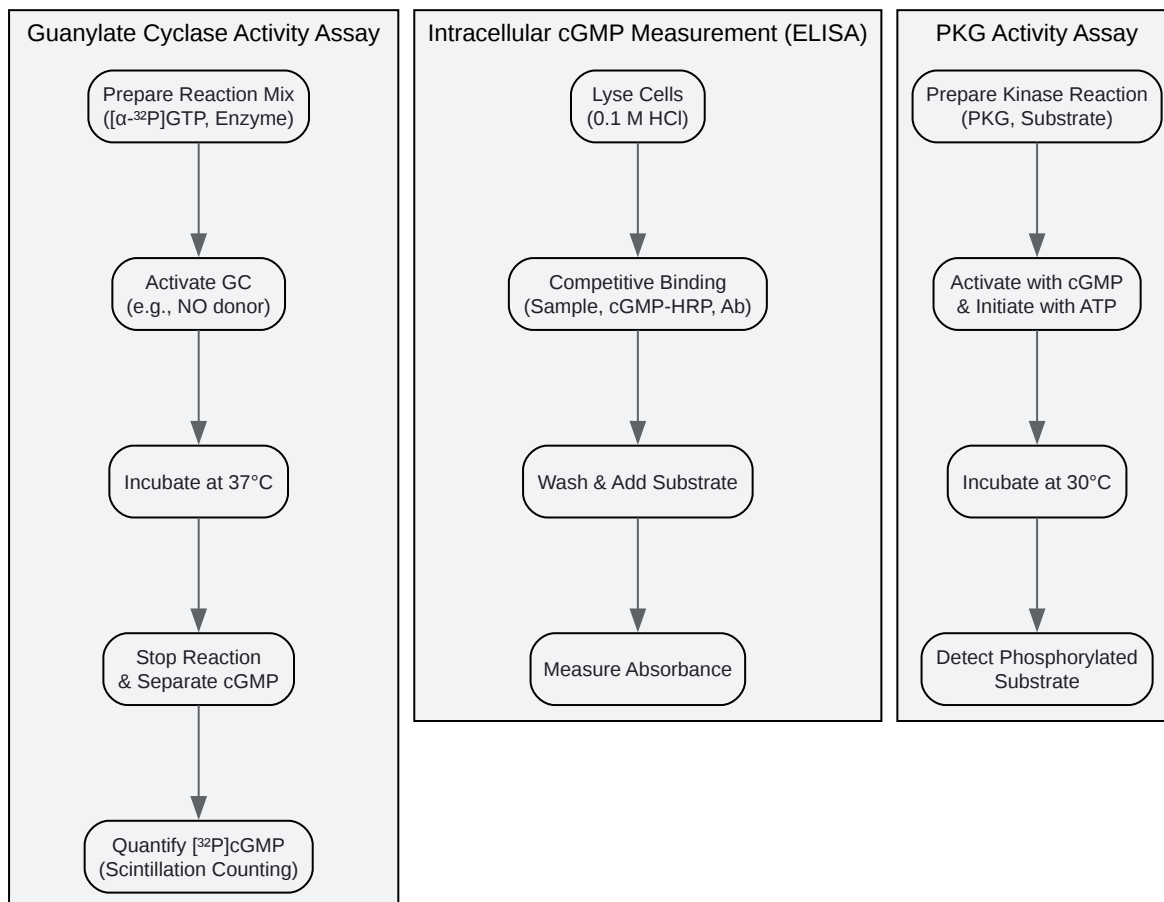 Guanylate Cyclase Activity Assay
Prepare Reaction Mix
([α-³²P]GTP, Enzyme)
Activate GC
(e.g., NO donor)
Incubate at 37°C
Stop Reaction
& Separate cGMP
Quantify [³²P]cGMP
(Scintillation Counting)
Intracellular cGMP Measurement (ELISA)
Lyse Cells
(0.1 M HCl)
Competitive Binding
(Sample, cGMP-HRP, Ab)
Wash & Add Substrate
Measure Absorbance
PKG Activity Assay
Prepare Kinase Reaction
(PKG, Substrate)
Activate with cGMP
& Initiate with ATP
Incubate at 30°C
Detect Phosphorylated
Substrate